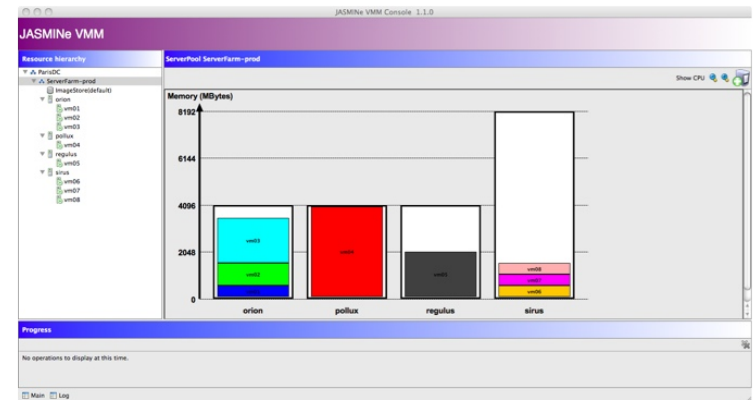 JASMINe VMM Console 1.1.0
JASMINe VMM
Resource hierarchy
ServerPool ServerFarm-prod
ParisDC
ServerFarm-prod
ImageStore(default)
orion
vm01
vm02
vm03
pollux
vm04
regulus
vm05
sirus
vm06
vm07
vm08
Show CPU
Memory (MBytes)
8192
6144
4096
2048
0
vm03
vm02
vm04
vm05
vm08
vm06
orion
pollux
regulus
sirus
Progress
No operations to display at this time.
Main
Log